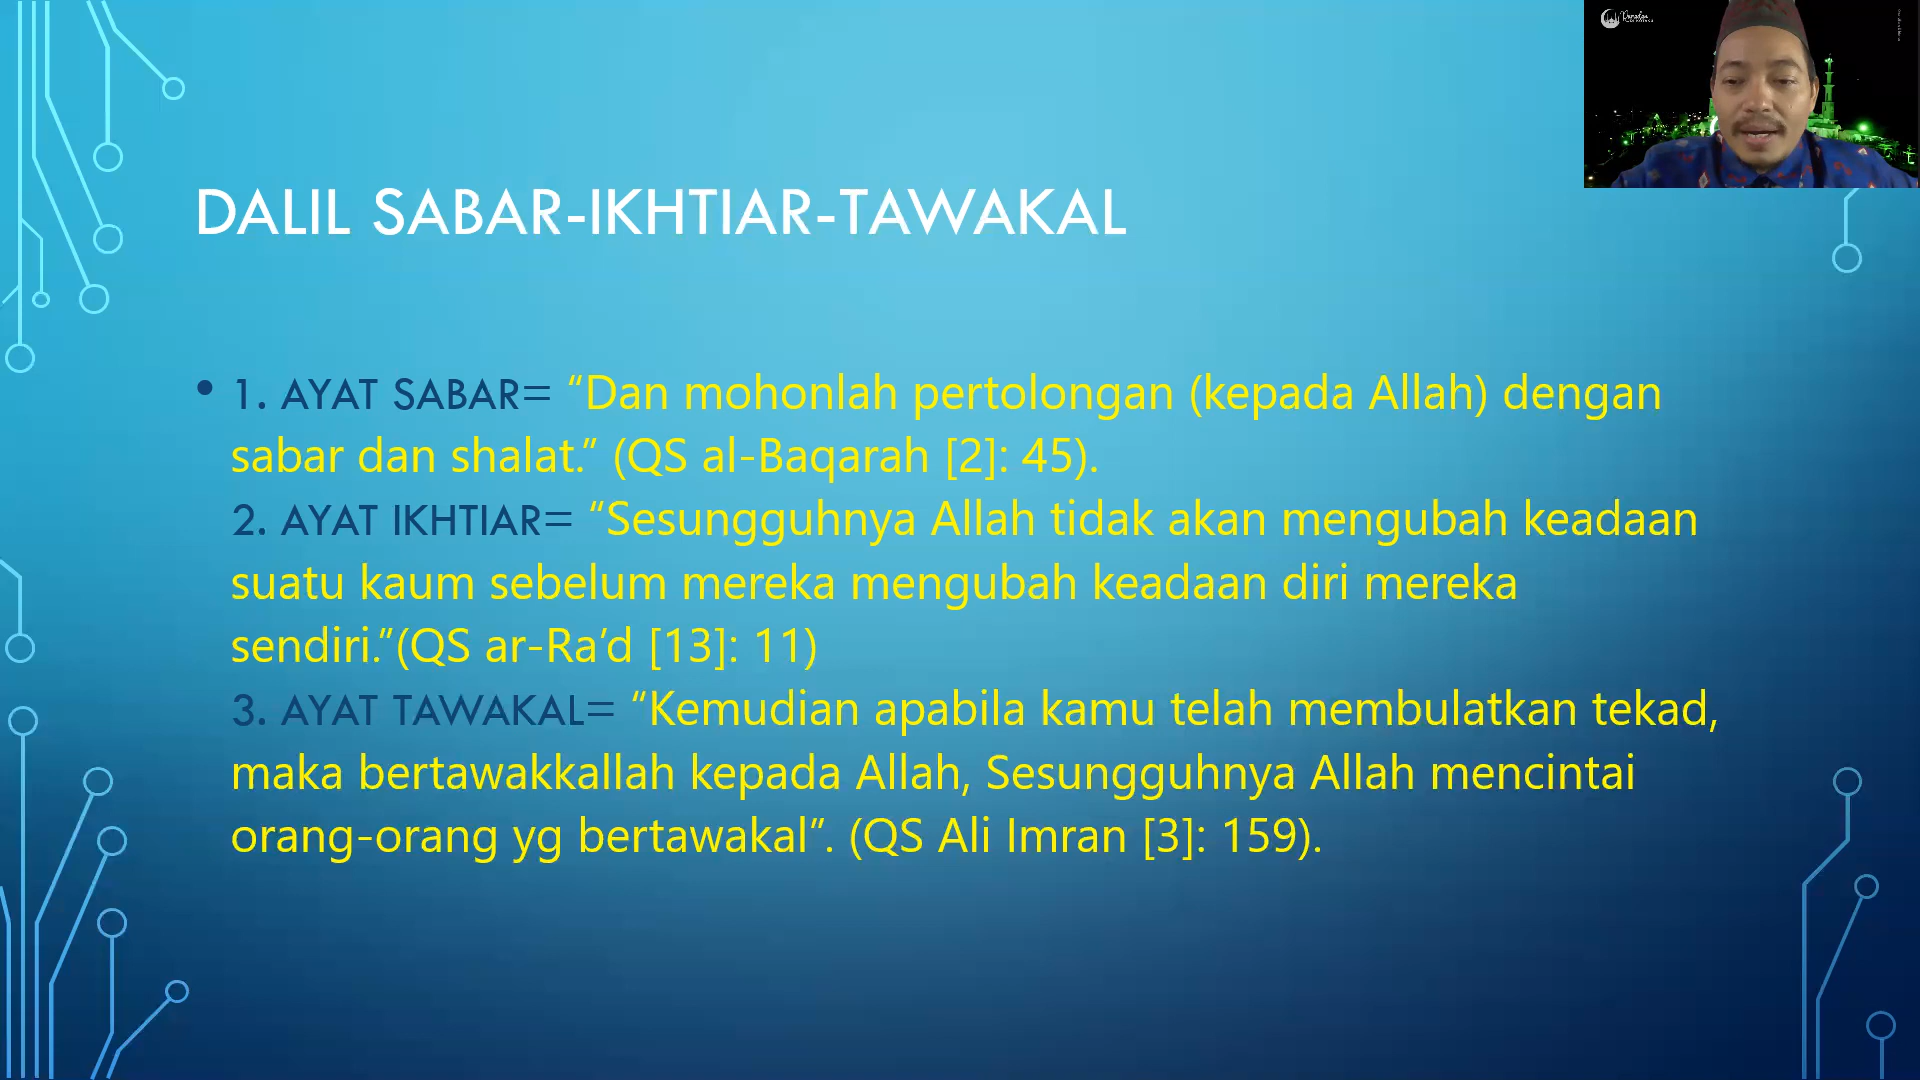 DALIL SABAR-IKHTIAR-TAWAKAL
• 1. AYAT SABAR= “Dan mohonlah pertolongan (kepada Allah) dengan
sabar dan shalat.” (QS al-Baqarah [2]: 45).
2. AYAT IKHTIAR= “Sesungguhnya Allah tidak akan mengubah keadaan
suatu kaum sebelum mereka mengubah keadaan diri mereka
sendiri.”(QS ar-Ra’d [13]: 11)
3. AYAT TAWAKAL= “Kemudian apabila kamu telah membulatkan tekad,
maka bertawakkallah kepada Allah, Sesungguhnya Allah mencintai
orang-orang yg bertawakal”. (QS Ali Imran [3]: 159).